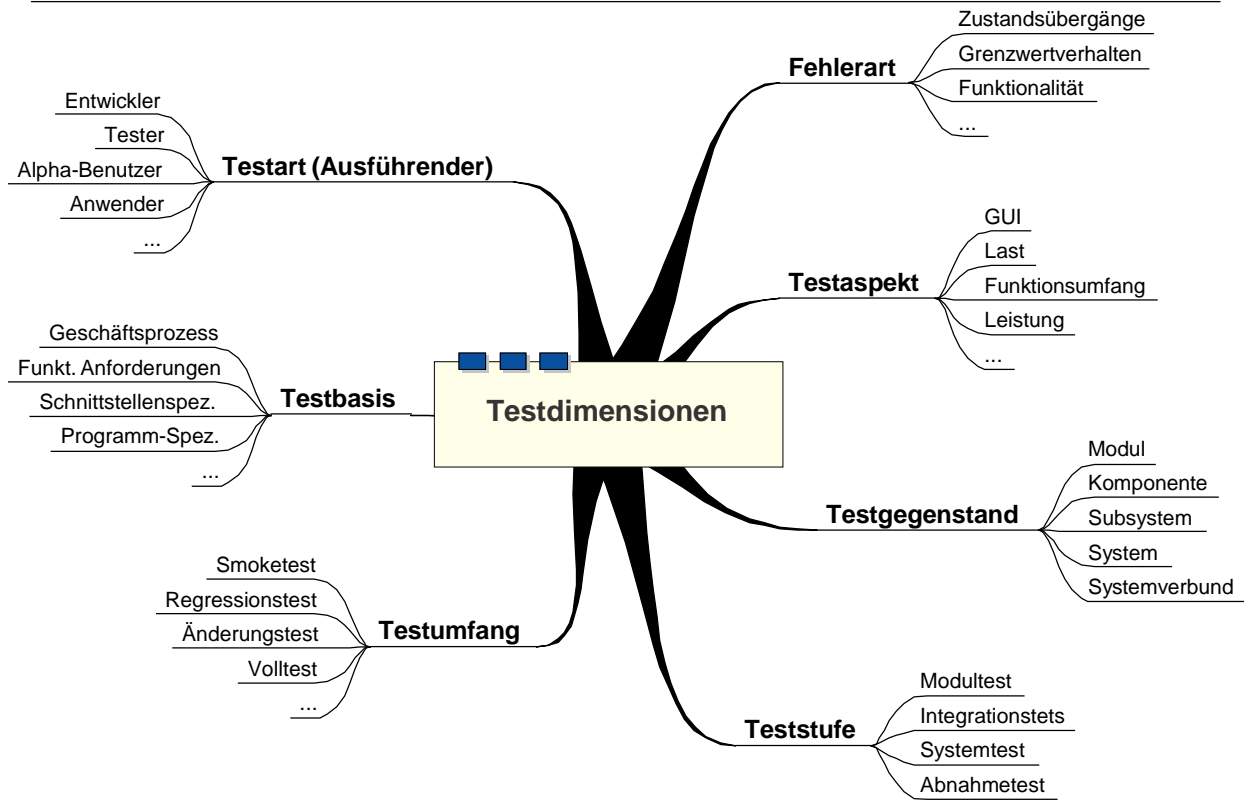 Testdimensionen
Testart (Ausführender)
Entwickler
Tester
Alpha-Benutzer
Anwender
...
Testbasis
Geschäftsprozess
Funkt. Anforderungen
Schnittstellenspez.
Programm-Spez.
...
Testumfang
Smoketest
Regressionstest
Änderungstest
Volltest
...
Fehlerart
Zustandsübergänge
Grenzwertverhalten
Funktionalität
...
Testaspekt
GUI
Last
Funktionsumfang
Leistung
...
Testgegenstand
Modul
Komponente
Subsystem
System
Systemverbund
Teststufe
Modultest
Integrationstets
Systemtest
Abnahmetest